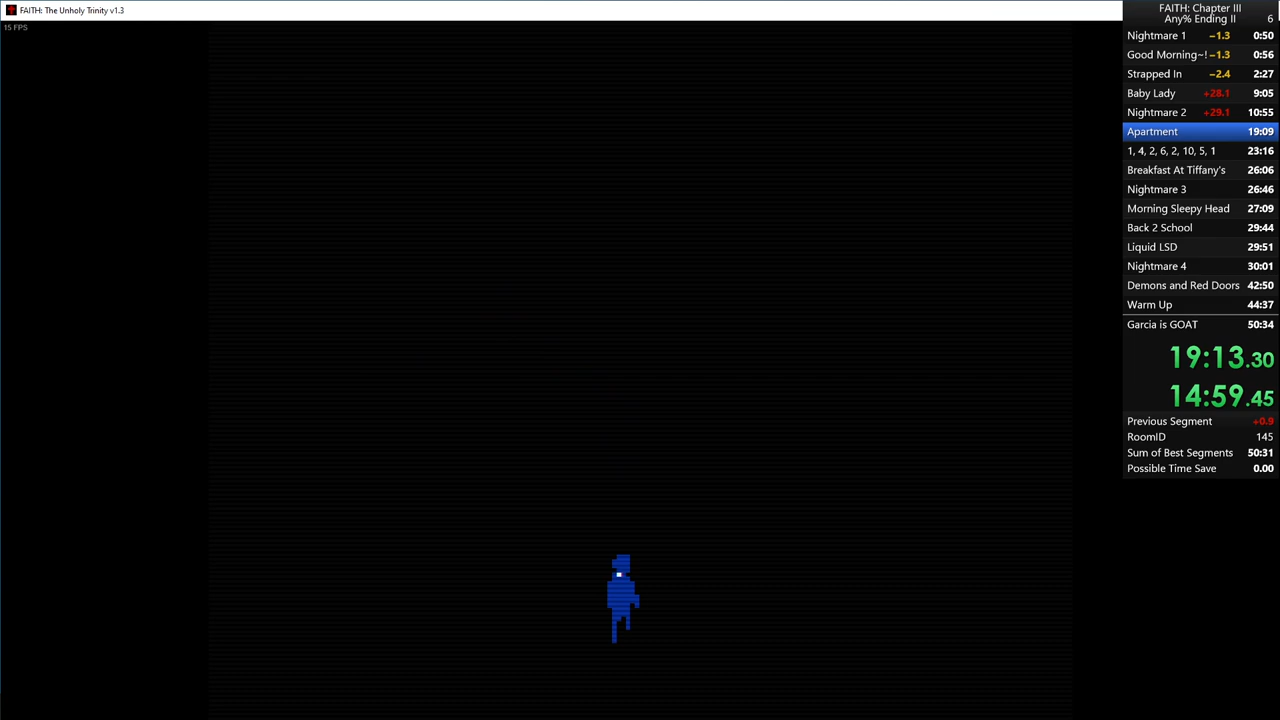 FAITH: The Unholy Trinity v1.3
15 FPS
FAITH: Chapter III
Any% Ending II 6
Nightmare 1 −1.3 0:50
Good Morning~! −1.3 0:56
Strapped In −2.4 2:27
Baby Lady +28.1 9:05
Nightmare 2 +29.1 10:55
Apartment 19:09
1, 4, 2, 6, 2, 10, 5, 1 23:16
Breakfast At Tiffany's 26:06
Nightmare 3 26:46
Morning Sleepy Head 27:09
Back 2 School 29:44
Liquid LSD 29:51
Nightmare 4 30:01
Demons and Red Doors 42:50
Warm Up 44:37
Garcia is GOAT 50:34
19:13.30
14:59.45
Previous Segment +0.9
RoomID 145
Sum of Best Segments 50:31
Possible Time Save 0.00